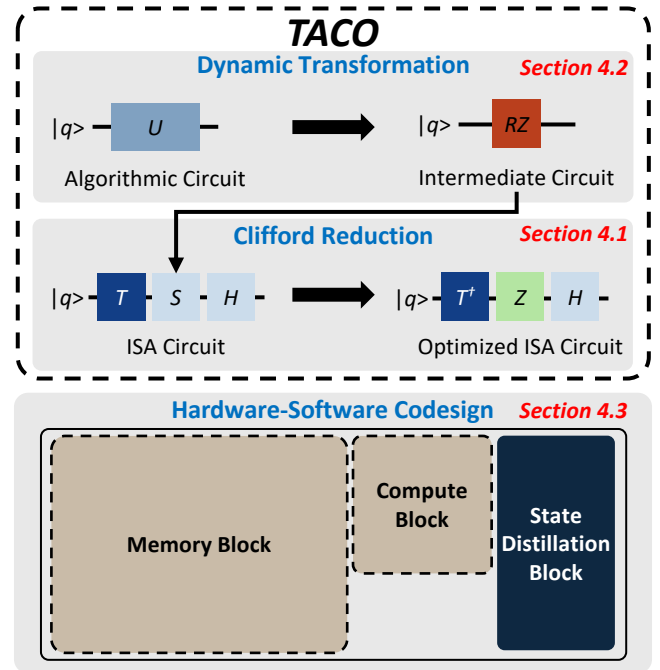 TACO
Dynamic Transformation Section 4.2
|q> U |q> RZ
Algorithmic Circuit Intermediate Circuit
Clifford Reduction Section 4.1
|q> T S H |q> T† Z H
ISA Circuit Optimized ISA Circuit
Hardware-Software Codesign Section 4.3
Memory Block
Compute
Block
State
Distillation
Block